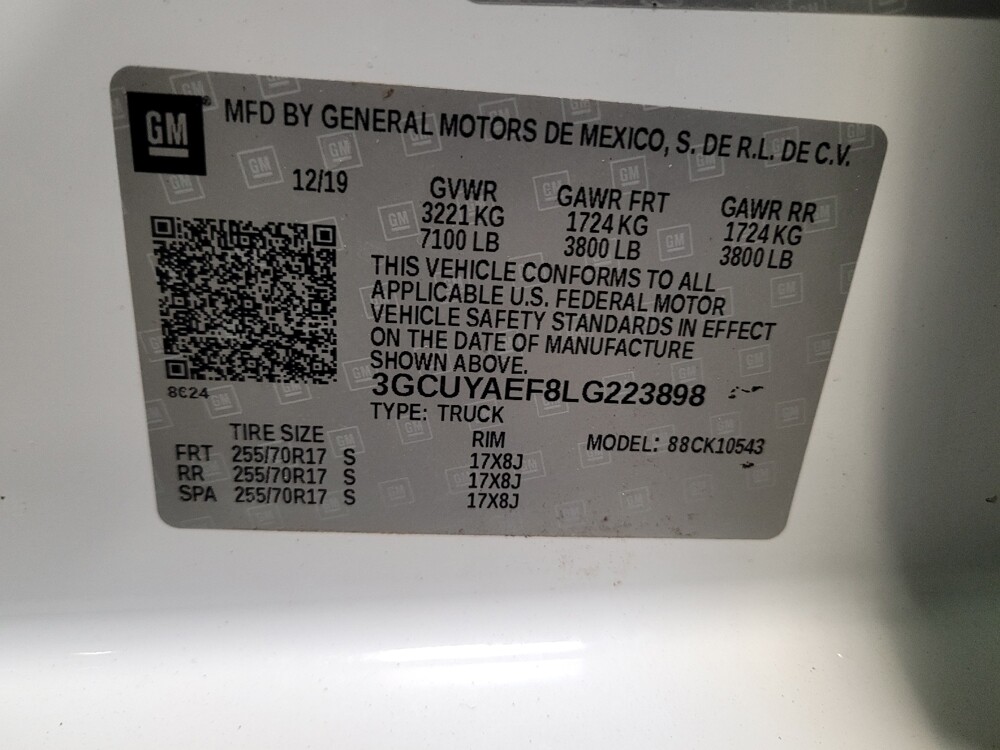 GM® MFD BY GENERAL MOTORS DE MEXICO, S. DE R.L. DE C.V.
12/19 GVWR GAWR FRT GAWR RR
3221 KG 1724 KG 1724 KG
7100 LB 3800 LB 3800 LB
THIS VEHICLE CONFORMS TO ALL
APPLICABLE U.S. FEDERAL MOTOR
VEHICLE SAFETY STANDARDS IN EFFECT
ON THE DATE OF MANUFACTURE
SHOWN ABOVE.
8C24
3GCUYAEF8LG223898
TYPE: TRUCK
TIRE SIZE RIM MODEL: 88CK10543
FRT 255/70R17 S 17X8J
RR 255/70R17 S 17X8J
SPA 255/70R17 S 17X8J